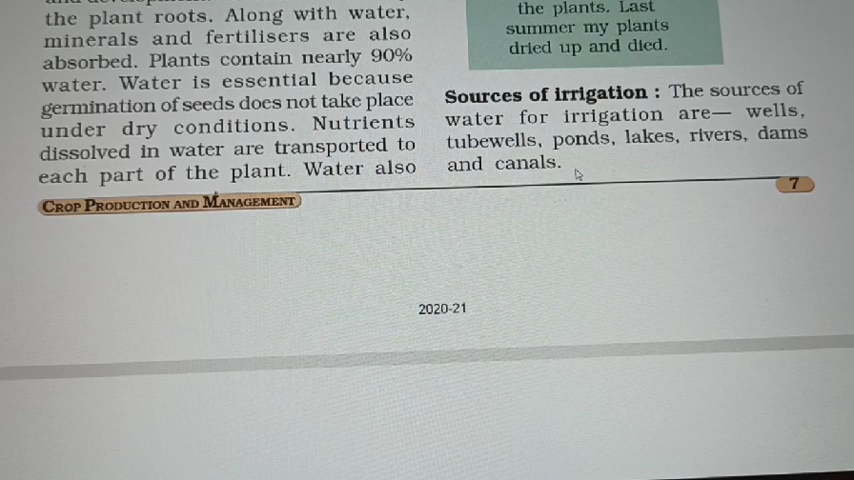 the plant roots. Along with water,
minerals and fertilisers are also
absorbed. Plants contain nearly 90%
water. Water is essential because
germination of seeds does not take place
under dry conditions. Nutrients
dissolved in water are transported to
each part of the plant. Water also
the plants. Last
summer my plants
dried up and died.
Sources of irrigation : The sources of
water for irrigation are— wells,
tubewells, ponds, lakes, rivers, dams
and canals.
CROP PRODUCTION AND MANAGEMENT
7
2020-21